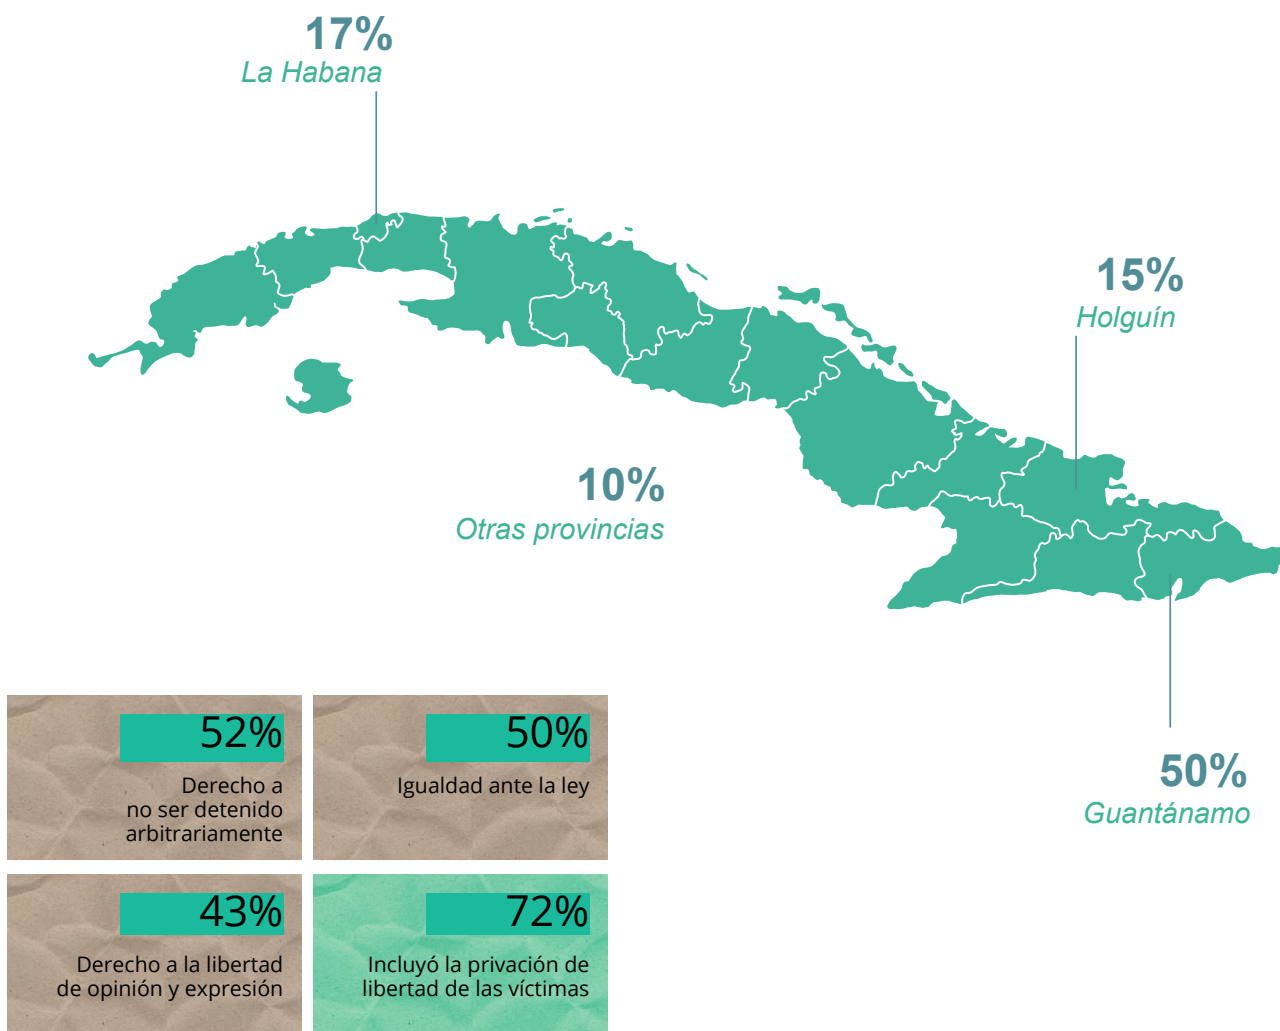 17%
La Habana
15%
Holguín
10%
Otras provincias
50%
Guantánamo
52%
Derecho a
no ser detenido
arbitrariamente
50%
Igualdad ante la ley
43%
Derecho a la libertad
de opinión y expresión
72%
Incluyó la privación de
libertad de las víctimas